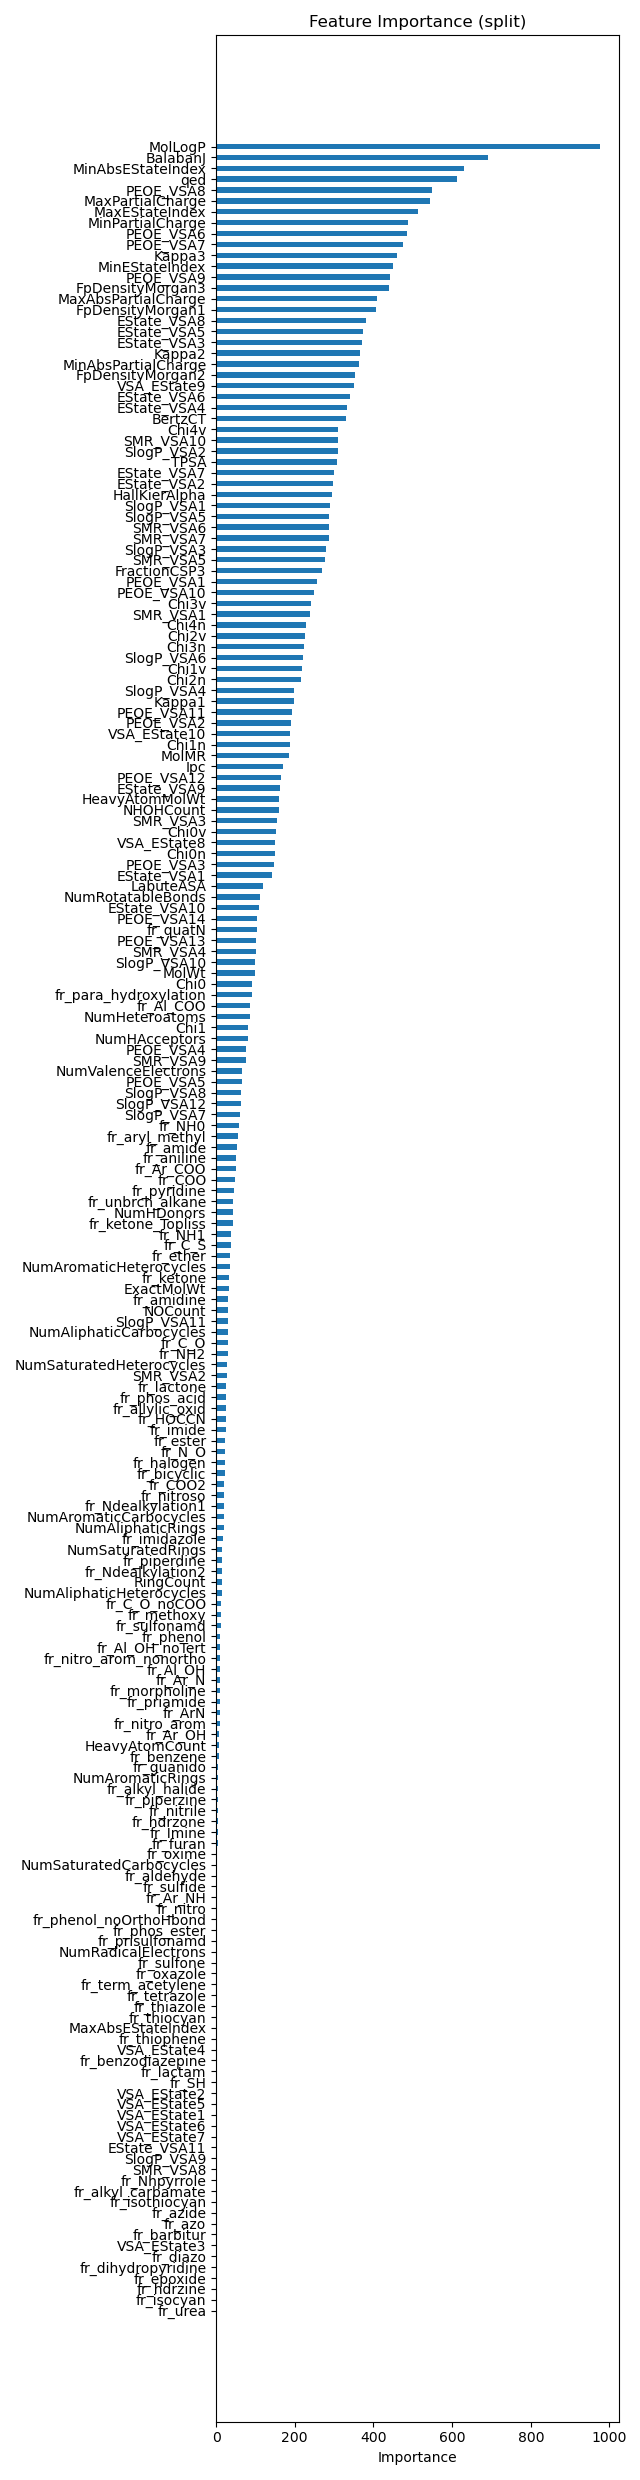 Feature Importance (split)
MolLogP
BalabanJ
MinAbsEStateIndex
qed
PEOE_VSA8
MaxPartialCharge
MaxEStateIndex
MinPartialCharge
PEOE_VSA6
PEOE_VSA7
Kappa3
MinEStateIndex
PEOE_VSA9
FpDensityMorgan3
MaxAbsPartialCharge
FpDensityMorgan1
EState_VSA8
EState_VSA5
EState_VSA3
Kappa2
MinAbsPartialCharge
FpDensityMorgan2
VSA_EState9
EState_VSA6
EState_VSA4
BertzCT
Chi4v
SMR_VSA10
SlogP_VSA2
TPSA
EState_VSA7
EState_VSA2
HallKierAlpha
SlogP_VSA1
SlogP_VSA5
SMR_VSA6
SMR_VSA7
SlogP_VSA3
SMR_VSA5
FractionCSP3
PEOE_VSA1
PEOE_VSA10
Chi3v
SMR_VSA1
Chi4n
Chi2v
Chi3n
SlogP_VSA6
Chi1v
Chi2n
SlogP_VSA4
Kappa1
PEOE_VSA11
PEOE_VSA2
VSA_EState10
Chi1n
MolMR
Ipc
PEOE_VSA12
EState_VSA9
HeavyAtomMolWt
NHOHCount
SMR_VSA3
Chi0v
VSA_EState8
Chi0n
PEOE_VSA3
EState_VSA1
LabuteASA
NumRotatableBonds
EState_VSA10
PEOE_VSA14
fr_quatN
PEOE_VSA13
SMR_VSA4
SlogP_VSA10
MolWt
Chi0
fr_para_hydroxylation
fr_Al_COO
NumHeteroatoms
Chi1
NumHAcceptors
PEOE_VSA4
SMR_VSA9
NumValenceElectrons
PEOE_VSA5
SlogP_VSA8
SlogP_VSA12
SlogP_VSA7
fr_NH0
fr_aryl_methyl
fr_amide
fr_aniline
fr_Ar_COO
fr_COO
fr_pyridine
fr_unbrch_alkane
NumHDonors
fr_ketone_Topliss
fr_NH1
fr_C_S
fr_ether
NumAromaticHeterocycles
fr_ketone
ExactMolWt
fr_amidine
NOCount
SlogP_VSA11
NumAliphaticCarbocycles
fr_C_O
fr_NH2
NumSaturatedHeterocycles
SMR_VSA2
fr_lactone
fr_phos_acid
fr_allylic_oxid
fr_HOCCN
fr_imide
fr_ester
fr_N_O
fr_halogen
fr_bicyclic
fr_COO2
fr_nitroso
fr_Ndealkylation1
NumAromaticCarbocycles
NumAliphaticRings
fr_imidazole
NumSaturatedRings
fr_piperdine
fr_Ndealkylation2
RingCount
NumAliphaticHeterocycles
fr_C_O_noCOO
fr_methoxy
fr_sulfonamd
fr_phenol
fr_Al_OH_noTert
fr_nitro_arom_nonortho
fr_Al_OH
fr_Ar_N
fr_morpholine
fr_priamide
fr_ArN
fr_nitro_arom
fr_Ar_OH
HeavyAtomCount
fr_benzene
fr_guanido
NumAromaticRings
fr_alkyl_halide
fr_piperzine
fr_nitrile
fr_hdrzone
fr_Imine
fr_furan
fr_oxime
NumSaturatedCarbocycles
fr_aldehyde
fr_sulfide
fr_Ar_NH
fr_nitro
fr_phenol_noOrthoHbond
fr_phos_ester
fr_prisulfonamd
NumRadicalElectrons
fr_sulfone
fr_oxazole
fr_term_acetylene
fr_tetrazole
fr_thiazole
fr_thiocyan
MaxAbsEStateIndex
fr_thiophene
VSA_EState4
fr_benzodiazepine
fr_lactam
fr_SH
VSA_EState2
VSA_EState5
VSA_EState1
VSA_EState6
VSA_EState7
EState_VSA11
SlogP_VSA9
SMR_VSA8
fr_Nhpyrrole
fr_alkyl_carbamate
fr_isothiocyan
fr_azide
fr_azo
fr_barbitur
VSA_EState3
fr_diazo
fr_dihydropyridine
fr_epoxide
fr_hdrzine
fr_isocyan
fr_urea
0 200 400 600 800 1000
Importance